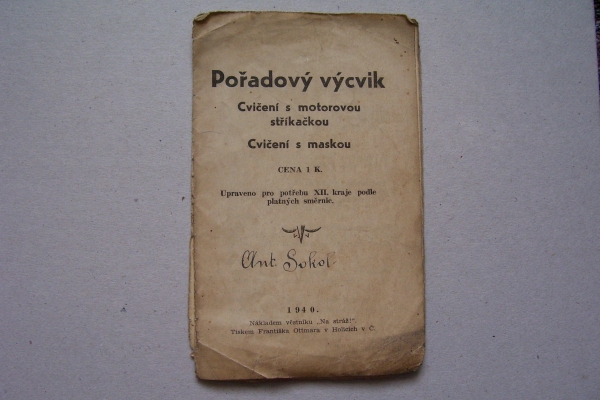 Pořadový výcvik
Cvičení s motorovou
stříkačkou
Cvičení s maskou
CENA 1 K.
Upraveno pro potřebu XII. kraje podle
platných směrnic.
Ant. Sokol
1940.
Nákladem věstníku „Na stráž!".
Tiskem Františka Otřmara v Holicích v Č.